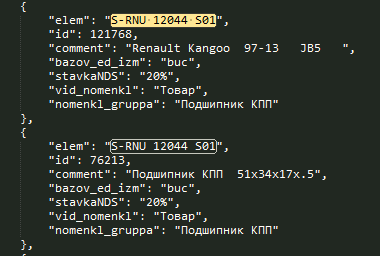 {
"elem": "S-RNU 12044 S01",
"id": 121768,
"comment": "Renault Kangoo  97-13   JB5   ",
"bazov_ed_izm": "buc",
"stavkaNDS": "20%",
"vid_nomenkl": "Товар",
"nomenkl_gruppa": "Подшипник КПП"
},
{
"elem": "S-RNU 12044 S01",
"id": 76213,
"comment": "Подшипник КПП  51x34x17x.5",
"bazov_ed_izm": "buc",
"stavkaNDS": "20%",
"vid_nomenkl": "Товар",
"nomenkl_gruppa": "Подшипник КПП"
},